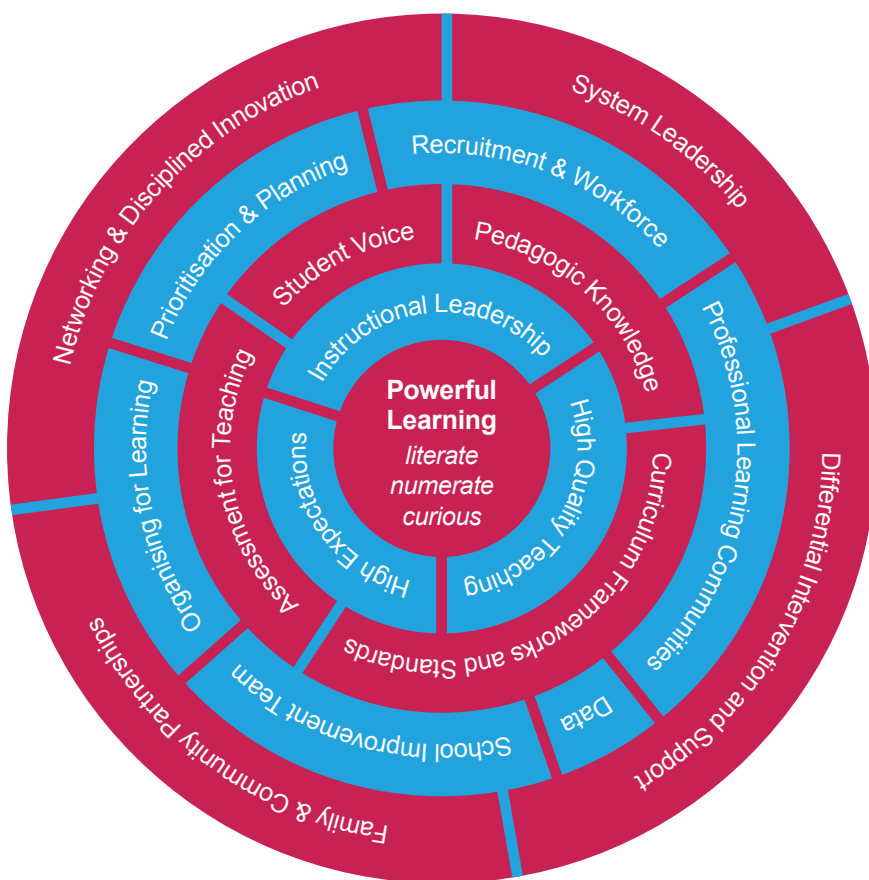 Powerful
Learning
literate
numerate
curious
Instructional Leadership
High Quality Teaching
High Expectations
Student Voice
Pedagogic Knowledge
Curriculum Frameworks and Standards
Assessment for Teaching
Prioritisation & Planning
Recruitment & Workforce
Professional Learning Communities
Data
School Improvement Team
Organising for Learning
Networking & Disciplined Innovation
System Leadership
Differential Intervention and Support
Family & Community Partnerships